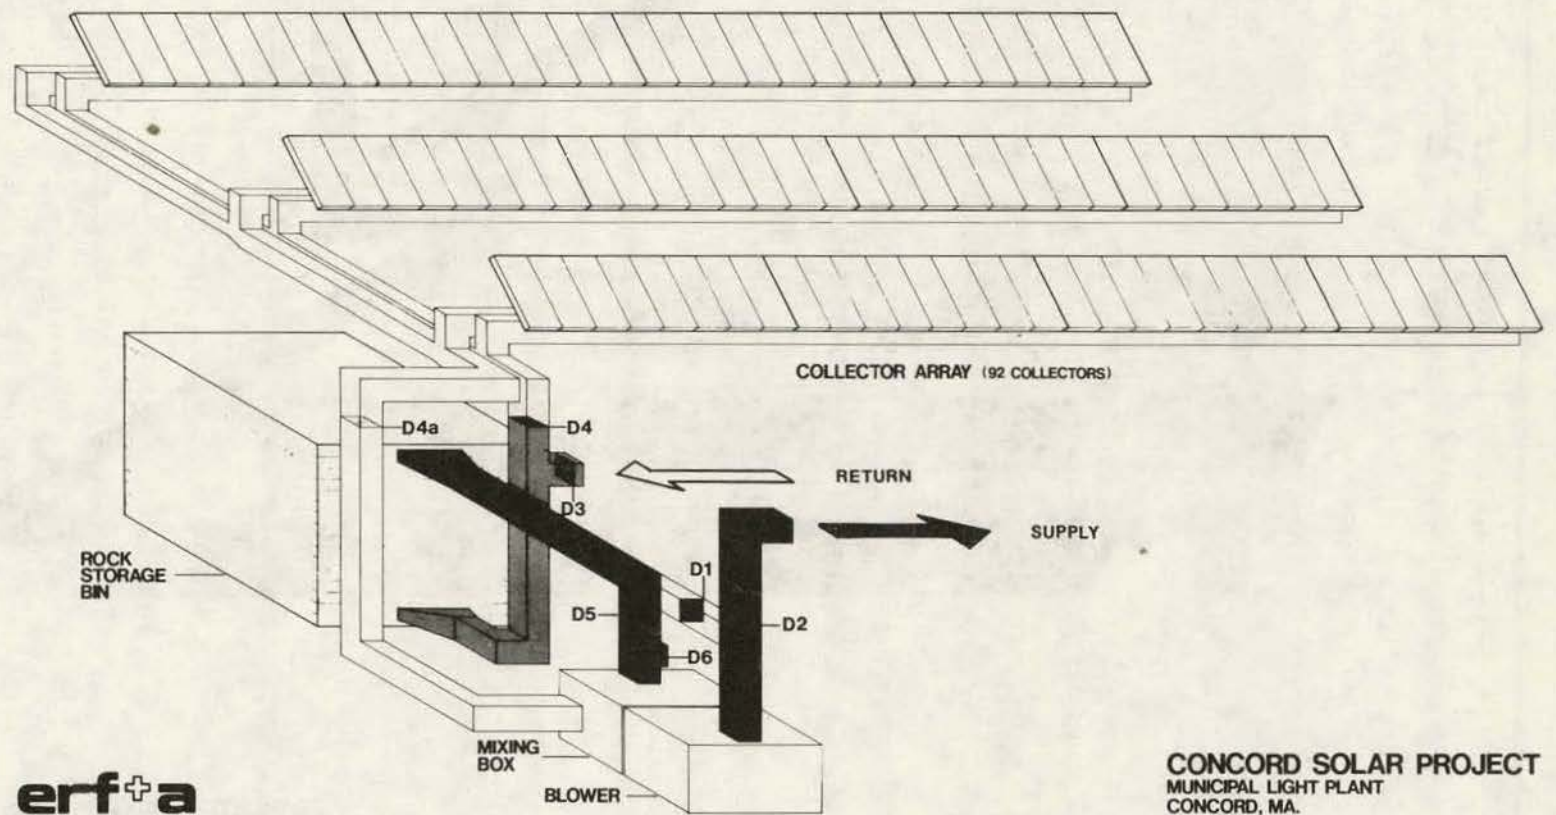 COLLECTOR ARRAY (92 COLLECTORS)
D4a
D4
RETURN
D3
SUPPLY
ROCK
STORAGE
BIN
D1
D5
D2
D6
MIXING
BOX
BLOWER
erf+a
CONCORD SOLAR PROJECT
MUNICIPAL LIGHT PLANT
CONCORD, MA.